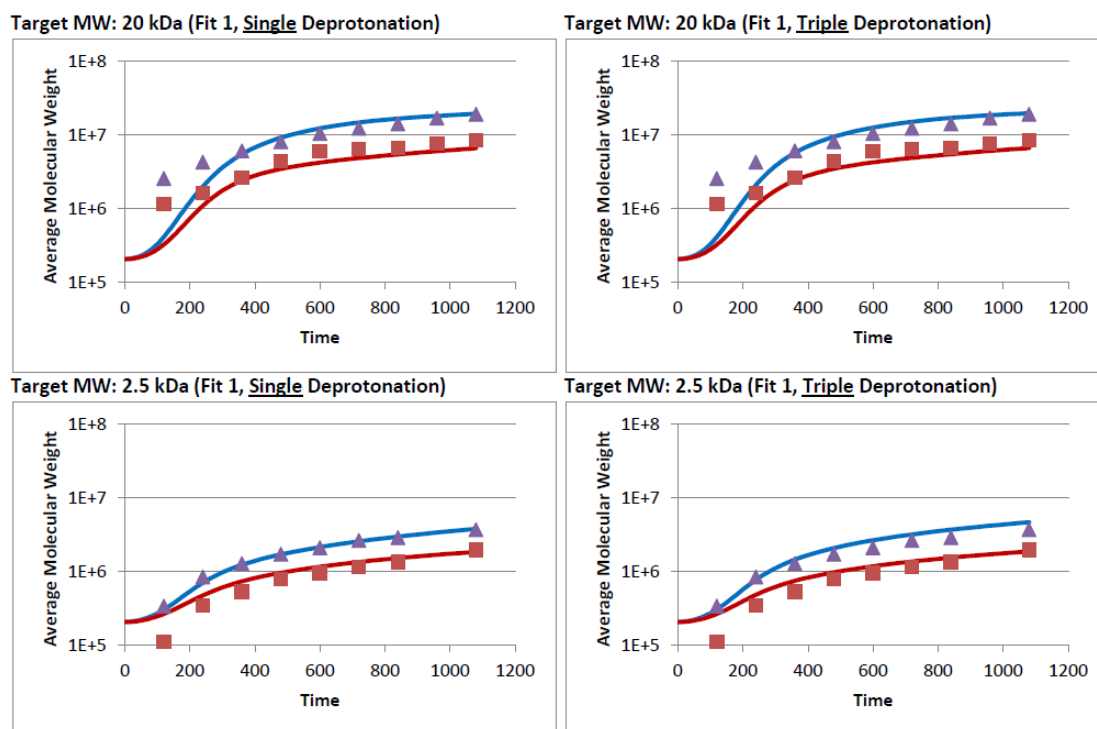 Target MW: 20 kDa (Fit 1, Single Deprotonation)
1E+8
1E+7
1E+6
1E+5
Average Molecular Weight
0 200 400 600 800 1000 1200
Time
Target MW: 20 kDa (Fit 1, Triple Deprotonation)
1E+8
1E+7
1E+6
1E+5
Average Molecular Weight
0 200 400 600 800 1000 1200
Time
Target MW: 2.5 kDa (Fit 1, Single Deprotonation)
1E+8
1E+7
1E+6
1E+5
Average Molecular Weight
0 200 400 600 800 1000 1200
Time
Target MW: 2.5 kDa (Fit 1, Triple Deprotonation)
1E+8
1E+7
1E+6
1E+5
Average Molecular Weight
0 200 400 600 800 1000 1200
Time